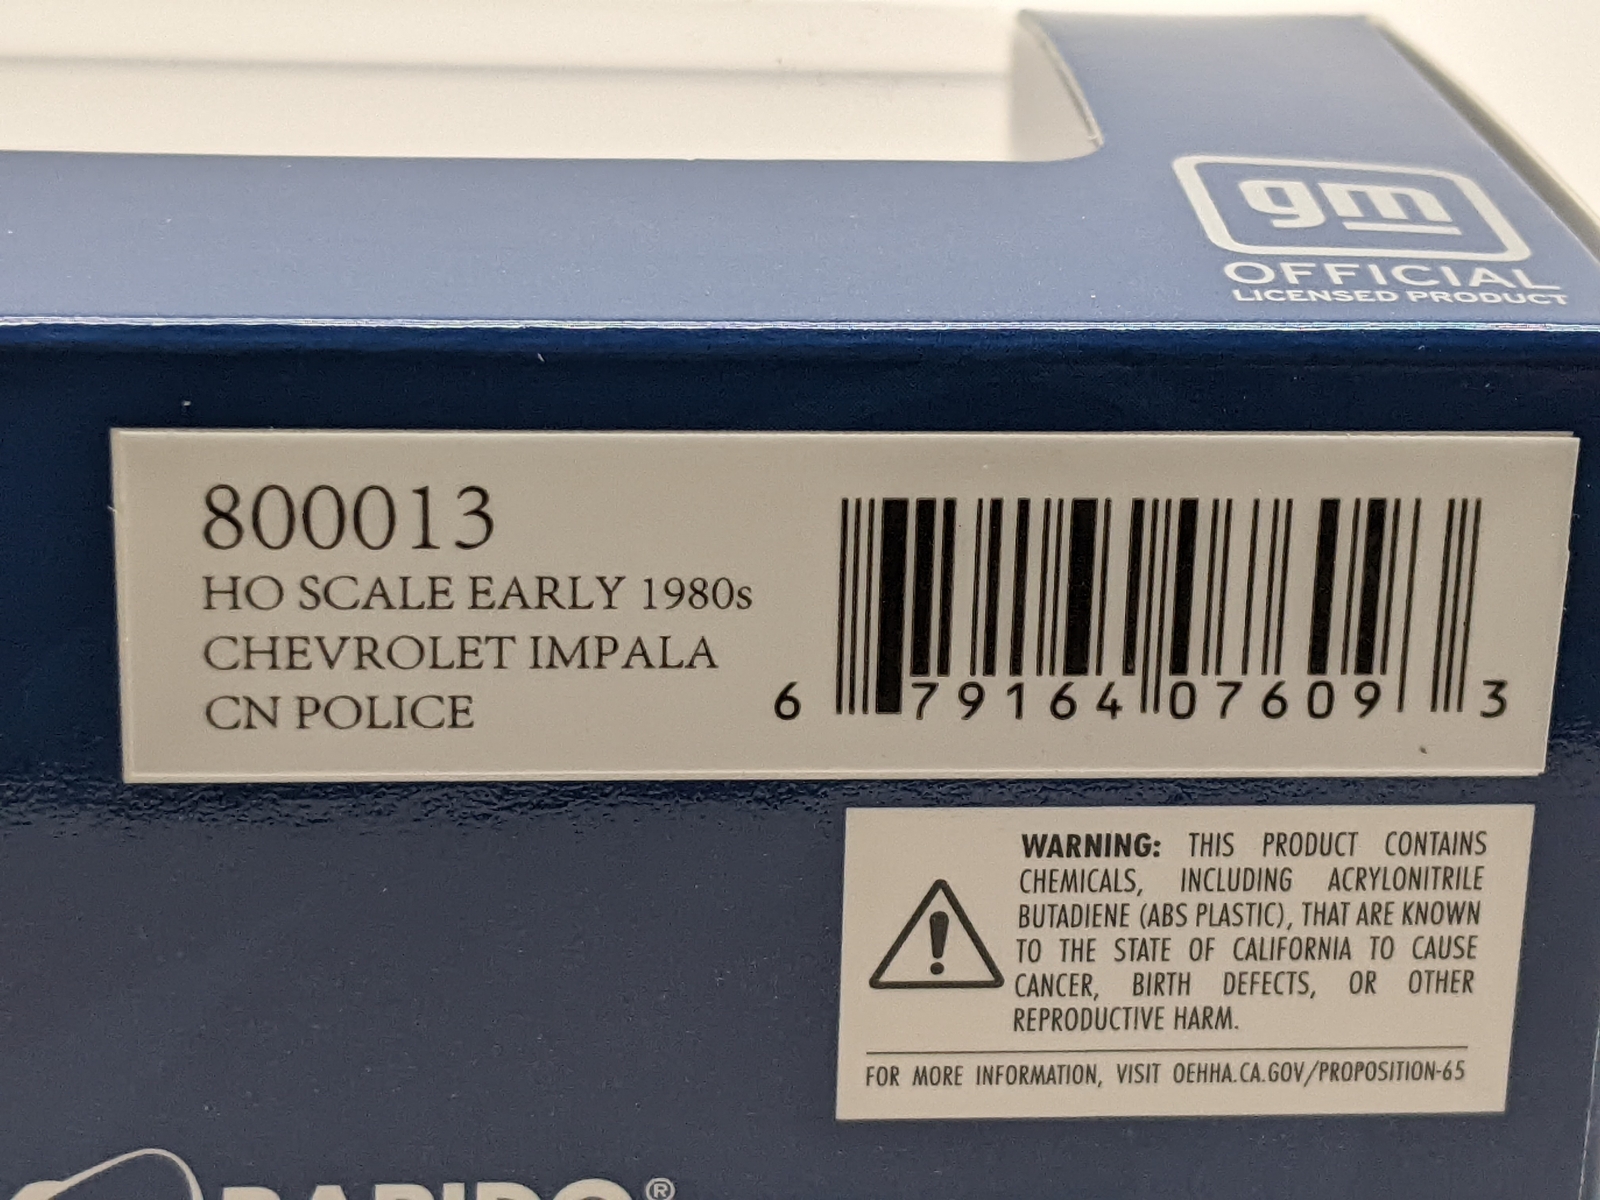 gm
OFFICIAL
LICENSED PRODUCT
800013
HO SCALE EARLY 1980s
CHEVROLET IMPALA
CN POLICE
6 79164 07609 3
WARNING: THIS PRODUCT CONTAINS
CHEMICALS, INCLUDING ACRYLONITRILE
BUTADIENE (ABS PLASTIC), THAT ARE KNOWN
TO THE STATE OF CALIFORNIA TO CAUSE
CANCER, BIRTH DEFECTS, OR OTHER
REPRODUCTIVE HARM.
FOR MORE INFORMATION, VISIT OEHHA.CA.GOV/PROPOSITION-65
RAPIDO®